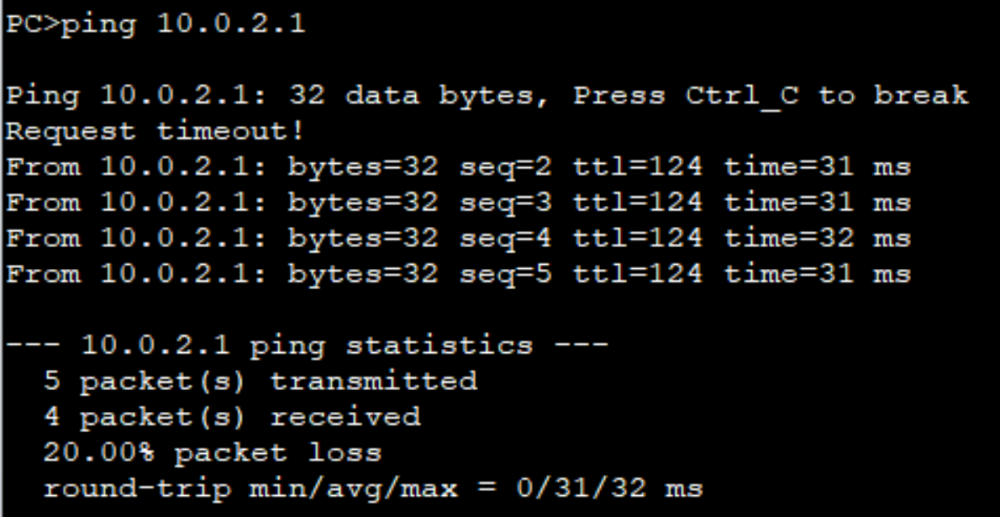 PC>ping 10.0.2.1
Ping 10.0.2.1: 32 data bytes, Press Ctrl_C to break
Request timeout!
From 10.0.2.1: bytes=32 seq=2 ttl=124 time=31 ms
From 10.0.2.1: bytes=32 seq=3 ttl=124 time=31 ms
From 10.0.2.1: bytes=32 seq=4 ttl=124 time=32 ms
From 10.0.2.1: bytes=32 seq=5 ttl=124 time=31 ms
--- 10.0.2.1 ping statistics ---
5 packet(s) transmitted
4 packet(s) received
20.00% packet loss
round-trip min/avg/max = 0/31/32 ms